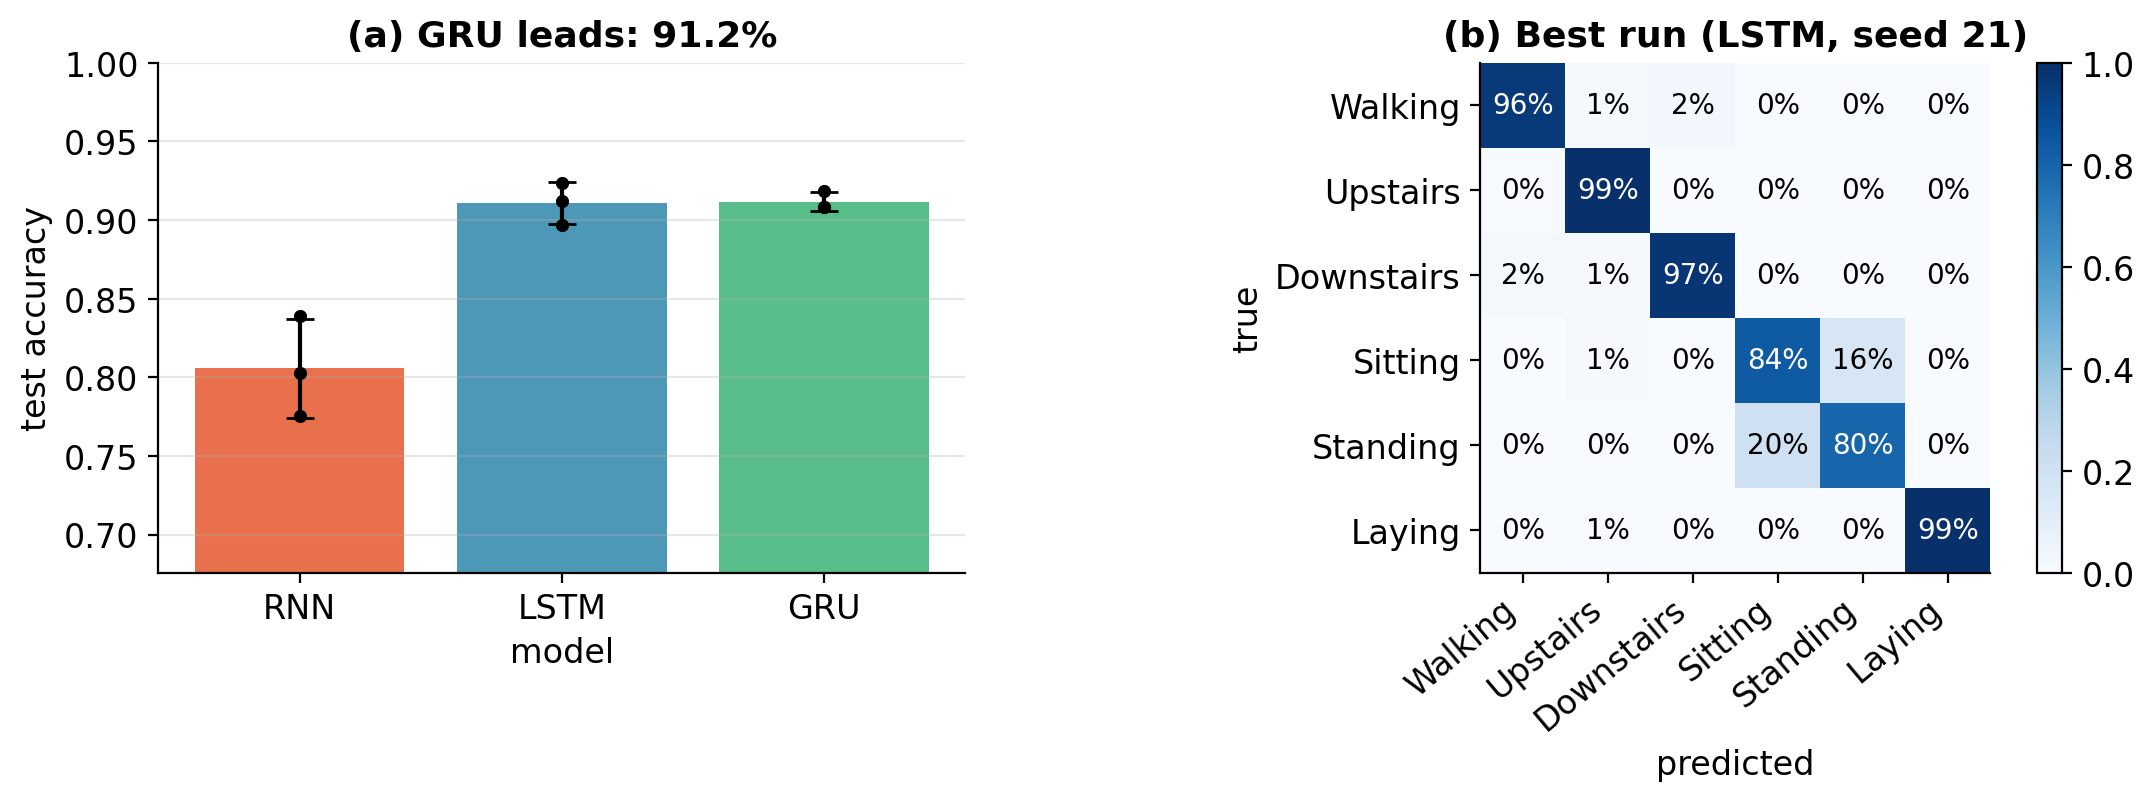 (a) GRU leads: 91.2%
1.00
0.95
0.90
0.85
0.80
0.75
0.70
test accuracy
RNN LSTM GRU
model
(b) Best run (LSTM, seed 21)
true
Walking 96% 1% 2% 0% 0% 0%
Upstairs 0% 99% 0% 0% 0% 0%
Downstairs 2% 1% 97% 0% 0% 0%
Sitting 0% 1% 0% 84% 16% 0%
Standing 0% 0% 0% 20% 80% 0%
Laying 0% 1% 0% 0% 0% 99%
Walking Upstairs Downstairs Sitting Standing Laying
predicted
1.0
0.8
0.6
0.4
0.2
0.0